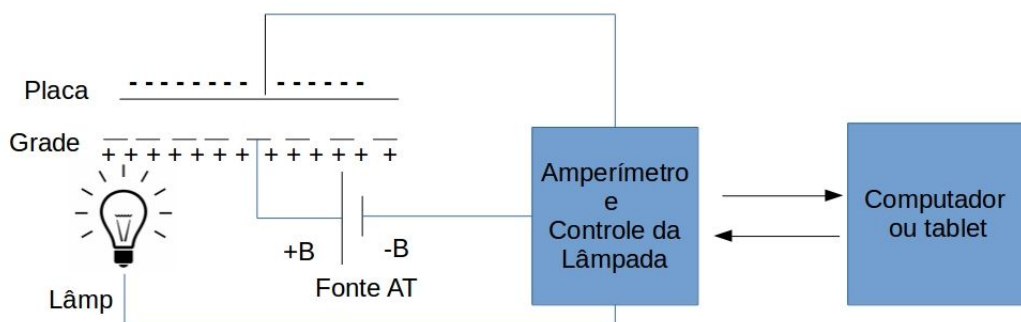 - - - - - - - - - - - - - -
Placa
Grade
+ + + + + + + + + + + + +
Amperímetro
e
Controle da
Lâmpada
Computador
ou tablet
+B
-B
Fonte AT
Lâmp